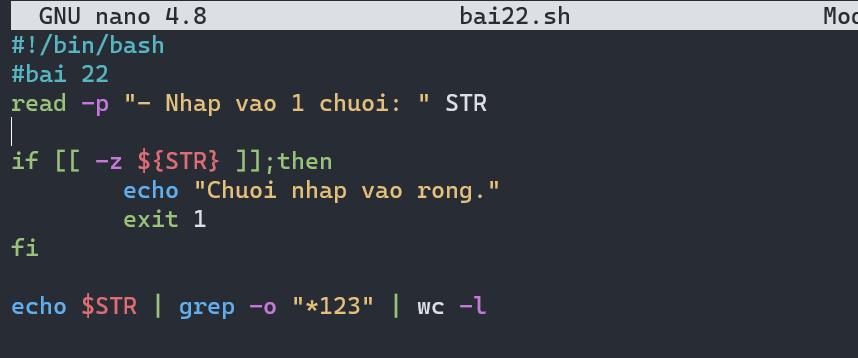 GNU nano 4.8 bai22.sh Mod
#!/bin/bash
#bai 22
read -p "- Nhap vao 1 chuoi: " STR
if [[ -z ${STR} ]];then
echo "Chuoi nhap vao rong."
exit 1
fi
echo $STR | grep -o "*123" | wc -l